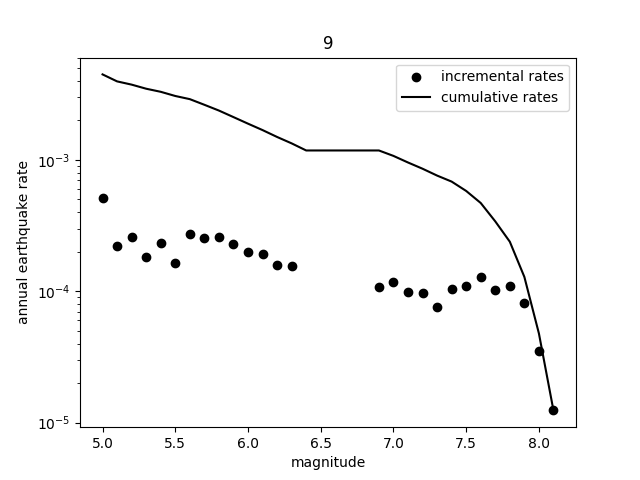 9
incremental rates
cumulative rates
annual earthquake rate
10⁻³
10⁻⁴
10⁻⁵
5.0 5.5 6.0 6.5 7.0 7.5 8.0
magnitude